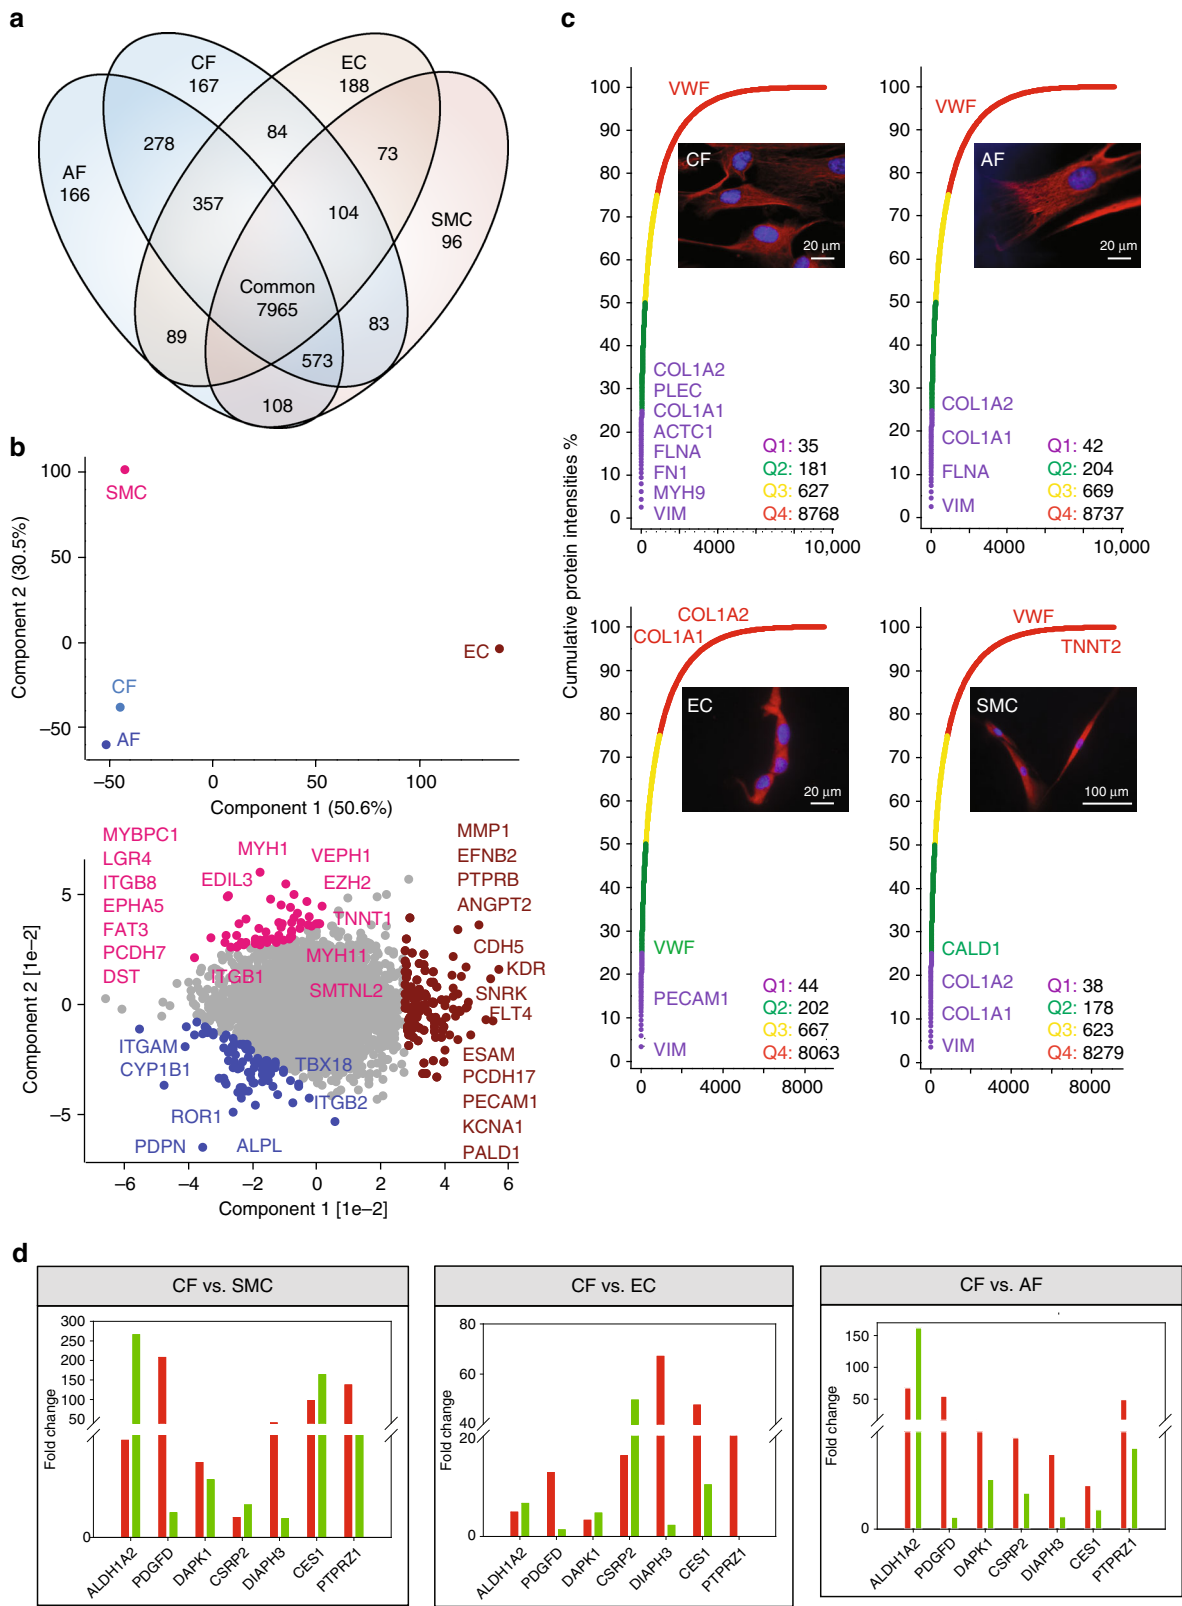 a
CF
167
EC
188
84
278
73
AF
166
357
104
SMC
96
Common
7965
89
83
573
108
b
Component 2 (30.5%)
100
50
0
−50
SMC
EC
CF
AF
−50
0
50
100
Component 1 (50.6%)
MYBPC1
LGR4
ITGB8
EPHA5
FAT3
PCDH7
DST
MYH1
VEPH1
EDIL3
EZH2
TNNT1
MYH11
ITGB1
SMTNL2
MMP1
EFNB2
PTPRB
ANGPT2
CDH5
KDR
SNRK
FLT4
ESAM
PCDH17
PECAM1
KCNA1
PALD1
ITGAM
CYP1B1
TBX18
ITGB2
ROR1
PDPN
ALPL
Component 2 [1e−2]
5
0
−5
−6
−4
−2
0
2
4
6
Component 1 [1e−2]
c
Cumulative protein intensities %
100
90
80
70
60
50
40
30
20
10
0
VWF
CF
20 μm
COL1A2
PLEC
COL1A1
ACTC1
FLNA
FN1
MYH9
VIM
Q1: 35
Q2: 181
Q3: 627
Q4: 8768
0
4000
10,000
100
90
80
70
60
50
40
30
20
10
0
VWF
AF
20 μm
COL1A2
COL1A1
FLNA
VIM
Q1: 42
Q2: 204
Q3: 669
Q4: 8737
0
4000
10,000
100
90
80
70
60
50
40
30
20
10
0
COL1A2
COL1A1
EC
20 μm
VWF
PECAM1
VIM
Q1: 44
Q2: 202
Q3: 667
Q4: 8063
0
4000
8000
100
90
80
70
60
50
40
30
20
10
0
VWF
TNNT2
SMC
100 μm
CALD1
COL1A2
COL1A1
VIM
Q1: 38
Q2: 178
Q3: 623
Q4: 8279
0
4000
8000
d
CF vs. SMC
Fold change
300
250
200
150
100
50
0
ALDH1A2
PDGFD
DAPK1
CSRP2
DIAPH3
CES1
PTPRZ1
CF vs. EC
Fold change
80
60
40
20
0
ALDH1A2
PDGFD
DAPK1
CSRP2
DIAPH3
CES1
PTPRZ1
CF vs. AF
Fold change
150
100
50
0
ALDH1A2
PDGFD
DAPK1
CSRP2
DIAPH3
CES1
PTPRZ1